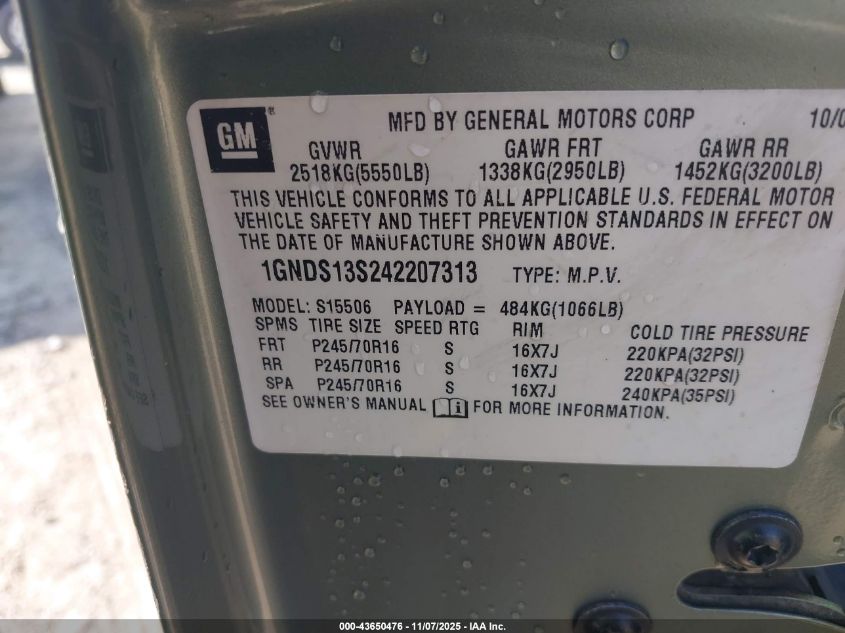 GM ®
MFD BY GENERAL MOTORS CORP 10/0
GVWR GAWR FRT GAWR RR
2518KG(5550LB) 1338KG(2950LB) 1452KG(3200LB)
THIS VEHICLE CONFORMS TO ALL APPLICABLE U.S. FEDERAL MOTOR
VEHICLE SAFETY AND THEFT PREVENTION STANDARDS IN EFFECT ON
THE DATE OF MANUFACTURE SHOWN ABOVE.
1GNDS13S242207313 TYPE: M.P.V.
MODEL: S15506 PAYLOAD = 484KG(1066LB)
SPMS TIRE SIZE SPEED RTG RIM COLD TIRE PRESSURE
FRT P245/70R16 S 16X7J 220KPA(32PSI)
RR P245/70R16 S 16X7J 220KPA(32PSI)
SPA P245/70R16 S 16X7J 240KPA(35PSI)
SEE OWNER'S MANUAL i FOR MORE INFORMATION.
000-43650476 - 11/07/2025 - IAA Inc.